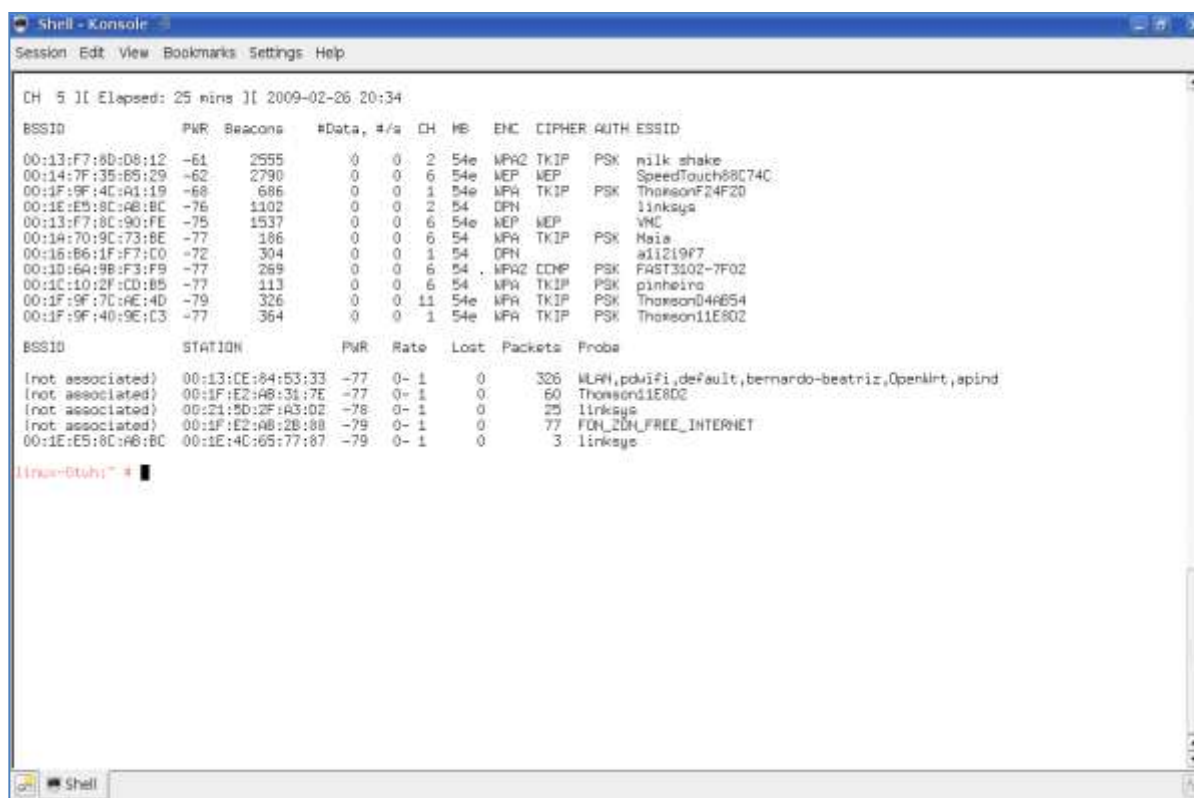 Shell - Konsole
Session Edit View Bookmarks Settings Help
CH 5 ][ Elapsed: 25 mins ][ 2009-02-26 20:34
BSSID PWR Beacons #Data, #/s CH MB ENC CIPHER AUTH ESSID
00:13:F7:8D:D8:12 -61 2555 0 0 2 54e WPA2 TKIP PSK milk shake
00:14:7F:35:85:29 -62 2790 0 0 6 54e WEP WEP SpeedTouch88C74C
00:1F:9F:4C:A1:19 -68 686 0 0 1 54e WPA TKIP PSK ThomsonF24F2D
00:1E:E5:8C:A8:BC -76 1102 0 0 2 54 OPN linksys
00:13:F7:8C:90:FE -75 1537 0 0 6 54e WEP WEP VMC
00:1A:70:9C:73:BE -77 186 0 0 6 54 WPA TKIP PSK Maia
00:16:B6:1F:F7:C0 -72 304 0 0 1 54 OPN
00:1D:6A:9B:F3:F9 -77 269 0 0 6 54 . WPA2 CCMP PSK FAST3102-7F02
00:1C:10:2F:CD:B5 -77 113 0 0 6 54 WPA TKIP PSK pinheiro
00:1F:9F:7C:AE:4D -79 326 0 0 11 54e WPA TKIP PSK ThomsonD4AB54
00:1F:9F:40:9E:C3 -77 364 0 0 1 54e WPA TKIP PSK Thomson11E8D2
BSSID STATION PWR Rate Lost Packets Probe
(not associated) 00:13:CE:84:53:33 -77 0- 1 0 326 WLAN,pdwifi,default,bernardo-beatriz,OpenWrt,apind
(not associated) 00:1F:E2:AB:31:7E -77 0- 1 0 60 Thomson11E8D2
(not associated) 00:21:5D:2F:A3:D2 -78 0- 1 0 25 linksys
(not associated) 00:1F:E2:AB:2B:88 -79 0- 1 0 77 FON_ZON_FREE_INTERNET
00:1E:E5:8C:A8:BC 00:1E:4C:65:77:87 -79 0- 1 0 3 linksys
#
Shell